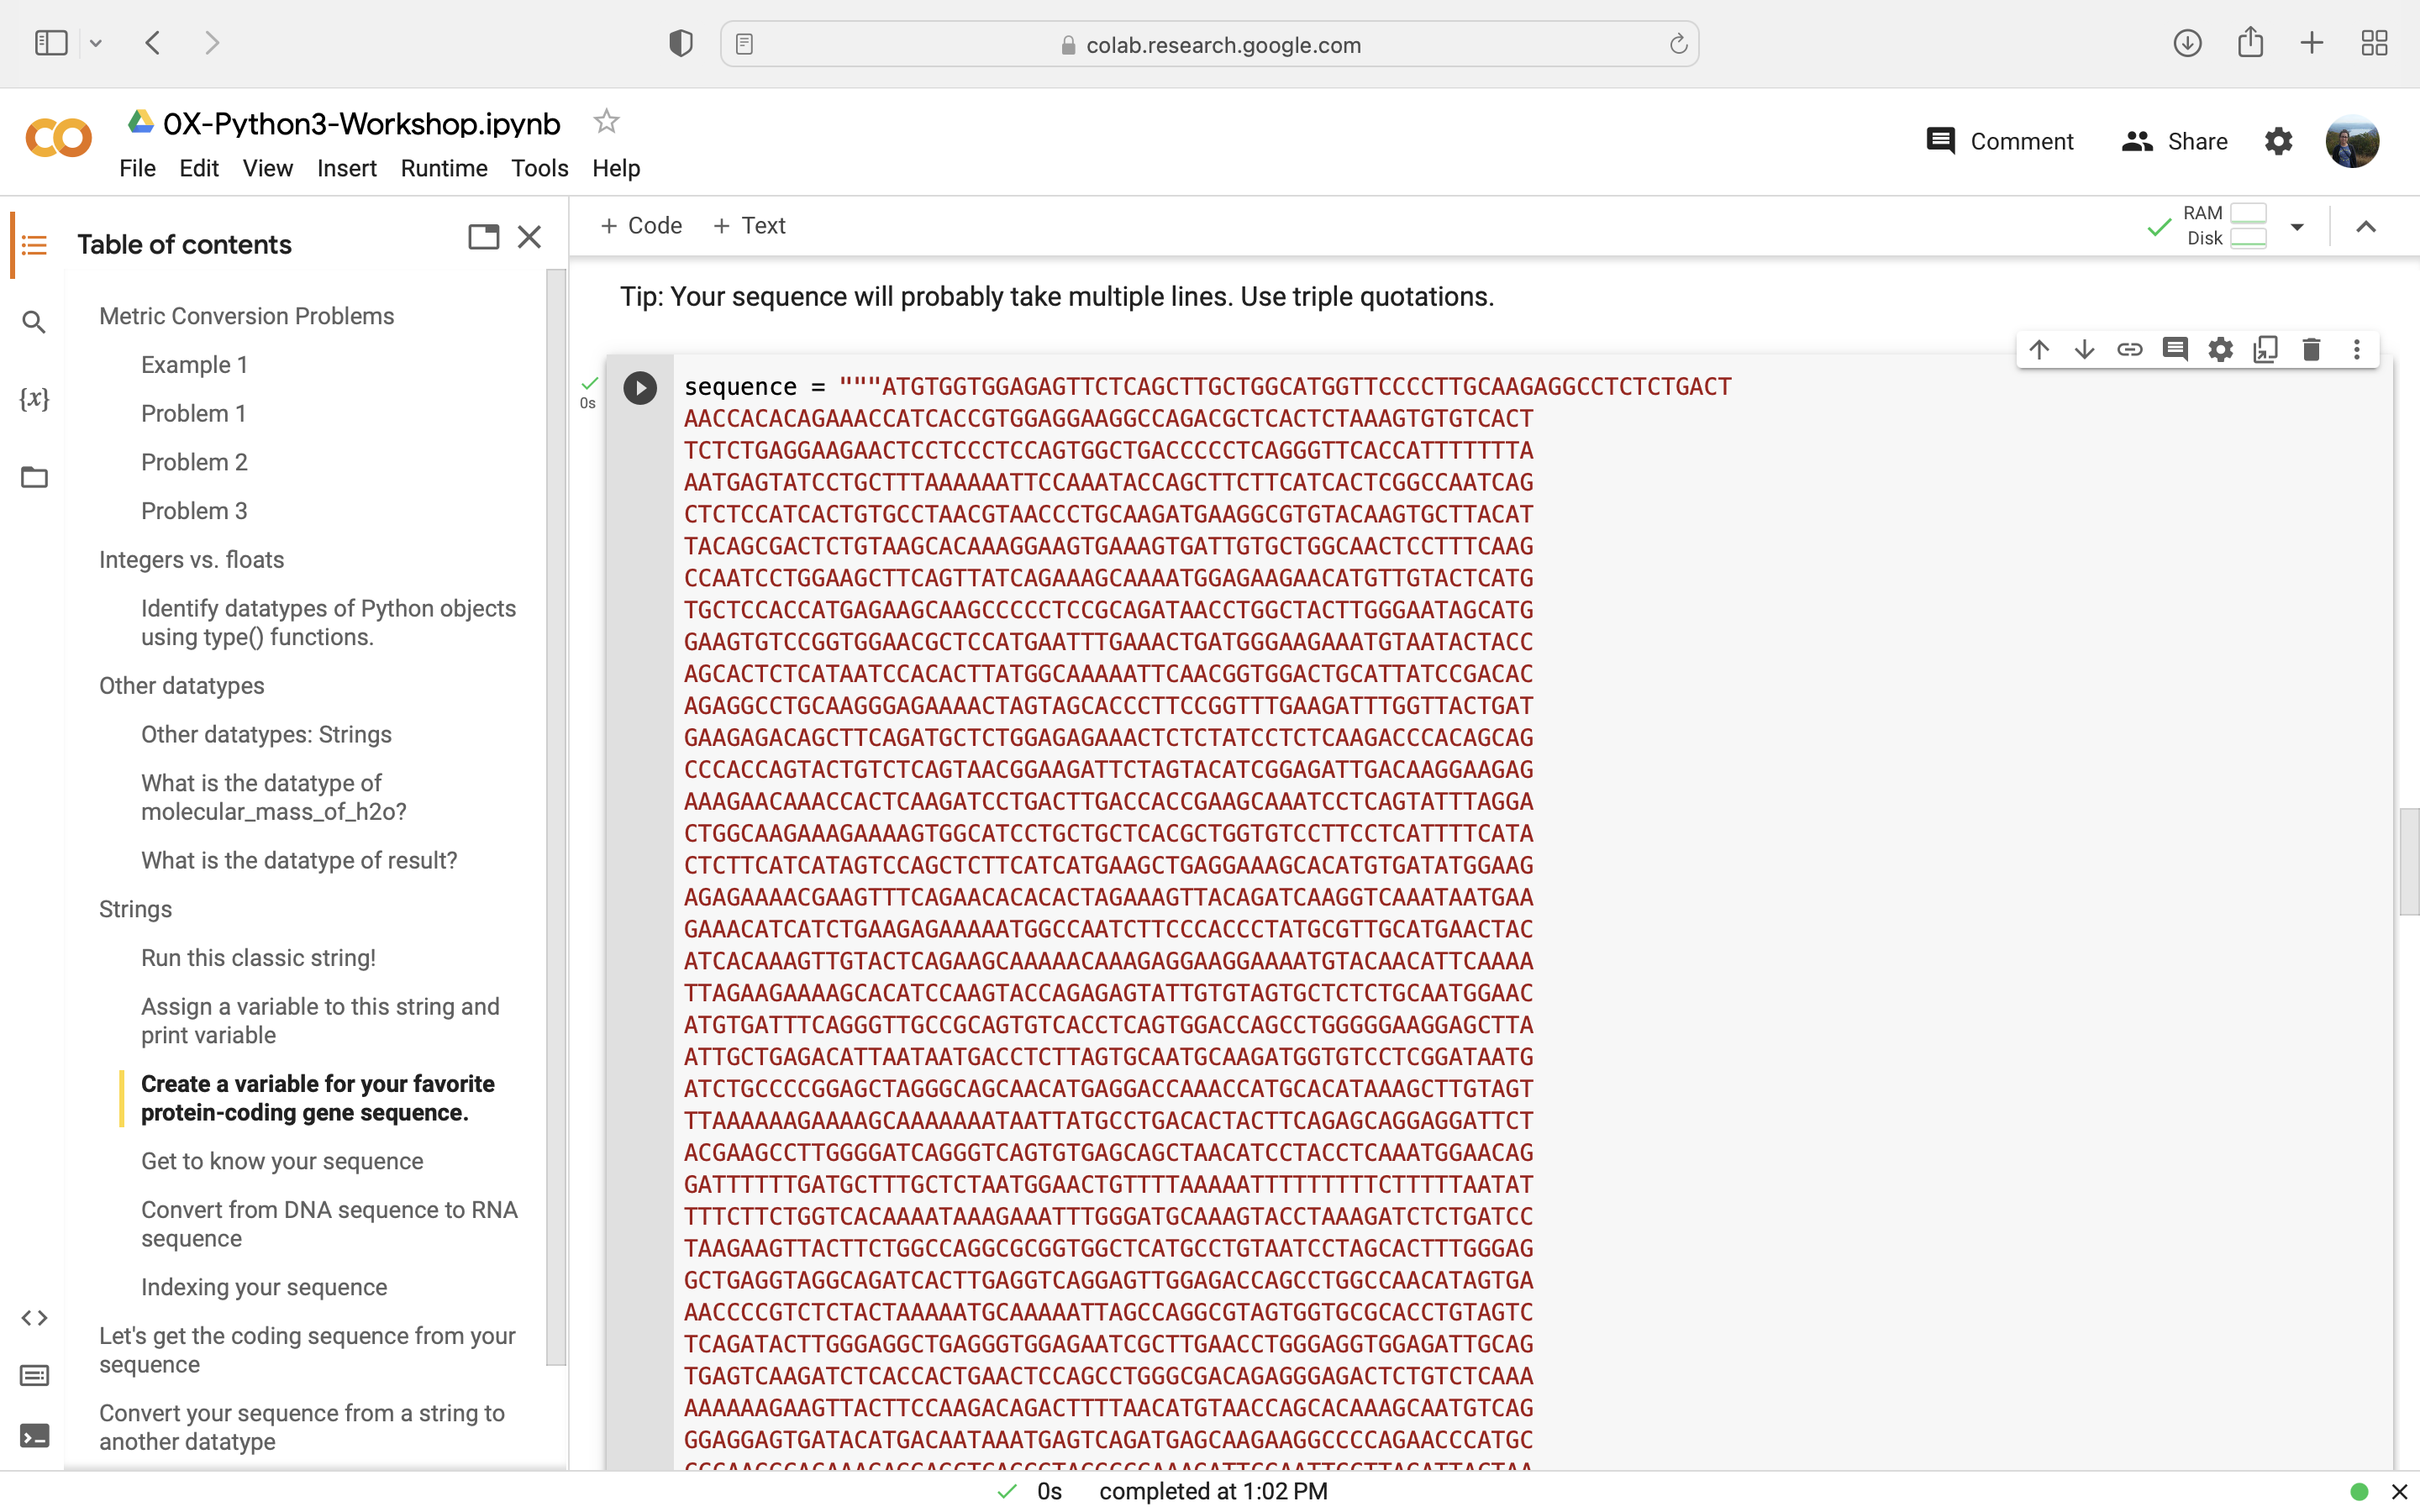 colab.research.google.com
0X-Python3-Workshop.ipynb
File Edit View Insert Runtime Tools Help
Comment
Share
Table of contents
+ Code + Text
RAM
Disk
Metric Conversion Problems
Example 1
Problem 1
Problem 2
Problem 3
Integers vs. floats
Identify datatypes of Python objects
using type() functions.
Other datatypes
Other datatypes: Strings
What is the datatype of
molecular_mass_of_h2o?
What is the datatype of result?
Strings
Run this classic string!
Assign a variable to this string and
print variable
Create a variable for your favorite
protein-coding gene sequence.
Get to know your sequence
Convert from DNA sequence to RNA
sequence
Indexing your sequence
Let's get the coding sequence from your
sequence
Convert your sequence from a string to
another datatype
{x}
Tip: Your sequence will probably take multiple lines. Use triple quotations.
0s
sequence = """ATGTGGTGGAGAGTTCTCAGCTTGCTGGCATGGTTCCCCTTGCAAGAGGCCTCTCTGACT
AACCACACAGAAACCATCACCGTGGAGGAAGGCCAGACGCTCACTCTAAAGTGTGTCACT
TCTCTGAGGAAGAACTCCTCCCTCCAGTGGCTGACCCCCTCAGGGTTCACCATTTTTTTA
AATGAGTATCCTGCTTTAAAAAATTCCAAATACCAGCTTCTTCATCACTCGGCCAATCAG
CTCTCCATCACTGTGCCTAACGTAACCCTGCAAGATGAAGGCGTGTACAAGTGCTTACAT
TACAGCGACTCTGTAAGCACAAAGGAAGTGAAAGTGATTGTGCTGGCAACTCCTTTCAAG
CCAATCCTGGAAGCTTCAGTTATCAGAAAGCAAAATGGAGAAGAACATGTTGTACTCATG
TGCTCCACCATGAGAAGCAAGCCCCCTCCGCAGATAACCTGGCTACTTGGGAATAGCATG
GAAGTGTCCGGTGGAACGCTCCATGAATTTGAAACTGATGGGAAGAAATGTAATACTACC
AGCACTCTCATAATCCACACTTATGGCAAAAATTCAACGGTGGACTGCATTATCCGACAC
AGAGGCCTGCAAGGGAGAAAACTAGTAGCACCCTTCCGGTTTGAAGATTTGGTTACTGAT
GAAGAGACAGCTTCAGATGCTCTGGAGAGAAACTCTCTATCCTCTCAAGACCCACAGCAG
CCCACCAGTACTGTCTCAGTAACGGAAGATTCTAGTACATCGGAGATTGACAAGGAAGAG
AAAGAACAAACCACTCAAGATCCTGACTTGACCACCGAAGCAAATCCTCAGTATTTAGGA
CTGGCAAGAAAGAAAAGTGGCATCCTGCTGCTCACGCTGGTGTCCTTCCTCATTTTCATA
CTCTTCATCATAGTCCAGCTCTTCATCATGAAGCTGAGGAAAGCACATGTGATATGGAAG
AGAGAAAACGAAGTTTCAGAACACACACTAGAAAGTTACAGATCAAGGTCAAATAATGAA
GAAACATCATCTGAAGAGAAAAATGGCCAATCTTCCCACCCTATGCGTTGCATGAACTAC
ATCACAAAGTTGTACTCAGAAGCAAAAACAAAGAGGAAGGAAAATGTACAACATTCAAAA
TTAGAAGAAAAGCACATCCAAGTACCAGAGAGTATTGTGTAGTGCTCTCTGCAATGGAAC
ATGTGATTTCAGGGTTGCCGCAGTGTCACCTCAGTGGACCAGCCTGGGGGAAGGAGCTTA
ATTGCTGAGACATTAATAATGACCTCTTAGTGCAATGCAAGATGGTGTCCTCGGATAATG
ATCTGCCCCGGAGCTAGGGCAGCAACATGAGGACCAAACCATGCACATAAAGCTTGTAGT
TTAAAAAAGAAAAGCAAAAAAATAATTATGCCTGACACTACTTCAGAGCAGGAGGATTCT
ACGAAGCCTTGGGGATCAGGGTCAGTGTGAGCAGCTAACATCCTACCTCAAATGGAACAG
GATTTTTTGATGCTTTGCTCTAATGGAACTGTTTTAAAAATTTTTTTTTCTTTTTAATAT
TTTCTTCTGGTCACAAAATAAAGAAATTTGGGATGCAAAGTACCTAAAGATCTCTGATCC
TAAGAAGTTACTTCTGGCCAGGCGCGGTGGCTCATGCCTGTAATCCTAGCACTTTGGGAG
GCTGAGGTAGGCAGATCACTTGAGGTCAGGAGTTGGAGACCAGCCTGGCCAACATAGTGA
AACCCCGTCTCTACTAAAAATGCAAAAATTAGCCAGGCGTAGTGGTGCGCACCTGTAGTC
TCAGATACTTGGGAGGCTGAGGGTGGAGAATCGCTTGAACCTGGGAGGTGGAGATTGCAG
TGAGTCAAGATCTCACCACTGAACTCCAGCCTGGGCGACAGAGGGAGACTCTGTCTCAAA
AAAAAAGAAGTTACTTCCAAGACAGACTTTTAACATGTAACCAGCACAAAGCAATGTCAG
GGAGGAGTGATACATGACAATAAATGAGTCAGATGAGCAAGAAGGCCCCAGAACCCATGC
0s completed at 1:02 PM